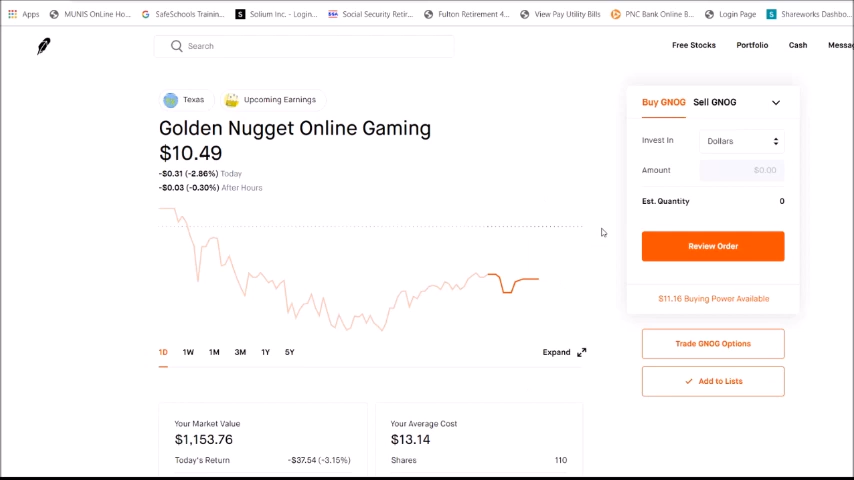 Apps MUNIS OnLine Ho... SafeSchools Training... Solium Inc. - Login... Social Security Retir... Fulton Retirement 4... View Pay Utility Bills PNC Bank Online B... Login Page Shareworks Dashbo...
Search
Free Stocks Portfolio Cash Messag
Texas Upcoming Earnings
Golden Nugget Online Gaming
$10.49
-$0.31 (-2.86%) Today
-$0.03 (-0.30%) After Hours
1D 1W 1M 3M 1Y 5Y Expand
Your Market Value
$1,153.76
Today's Return -$37.54 (-3.15%)
Your Average Cost
$13.14
Shares 110
Buy GNOG Sell GNOG
Invest In Dollars
Amount $0.00
Est. Quantity 0
Review Order
$11.16 Buying Power Available
Trade GNOG Options
Add to Lists